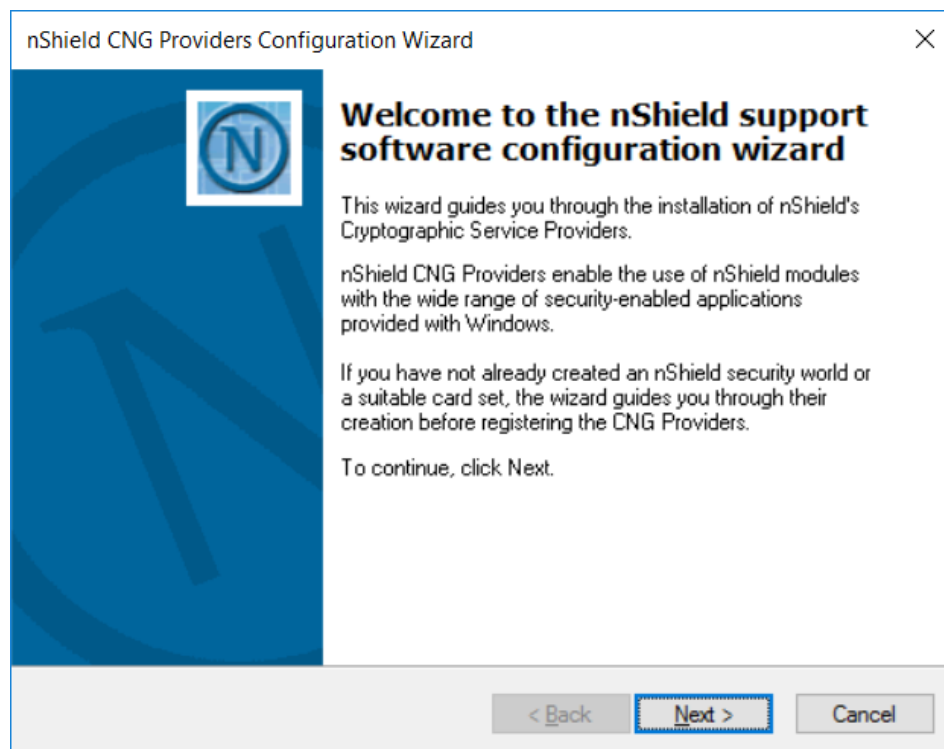 nShield CNG Providers Configuration Wizard
N
Welcome to the nShield support
software configuration wizard
This wizard guides you through the installation of nShield's
Cryptographic Service Providers.
nShield CNG Providers enable the use of nShield modules
with the wide range of security-enabled applications
provided with Windows.
If you have not already created an nShield security world or
a suitable card set, the wizard guides you through their
creation before registering the CNG Providers.
To continue, click Next.
< Back
Next >
Cancel